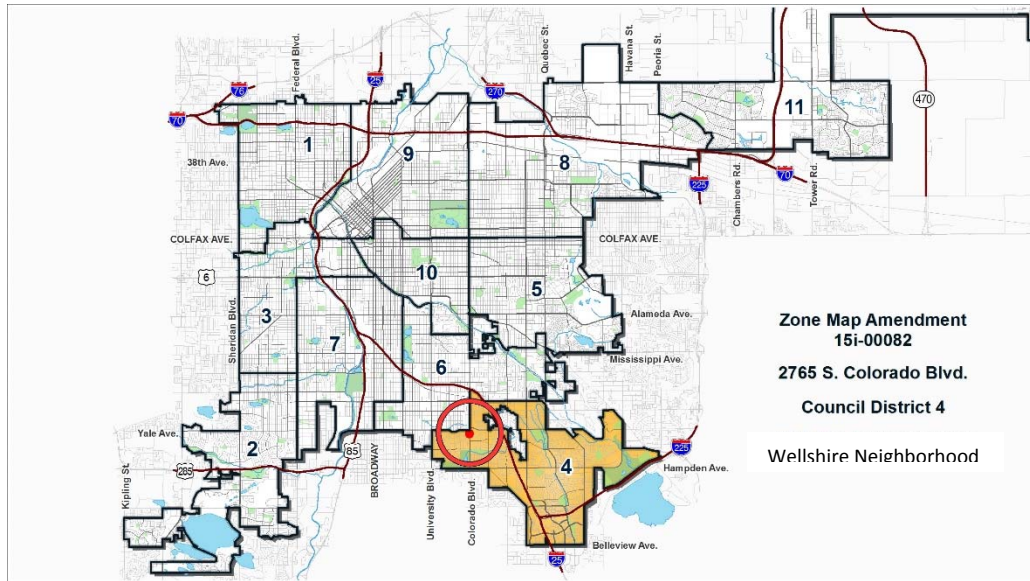 Federal Blvd.
25
Quebec St.
Havana St.
Peoria St.
76
270
470
70
11
1
9
8
38th Ave.
225
Chambers Rd.
70
Tower Rd.
COLFAX AVE.
COLFAX AVE.
6
10
5
Sheridan Blvd.
3
Alameda Ave.
7
Zone Map Amendment
15i-00082
6
Mississippi Ave.
2765 S. Colorado Blvd.
Council District 4
Yale Ave.
2
85
225
Wellshire Neighborhood
285
4
Hampden Ave.
Kipling St.
BROADWAY
University Blvd.
Colorado Blvd.
Belleview Ave.
25